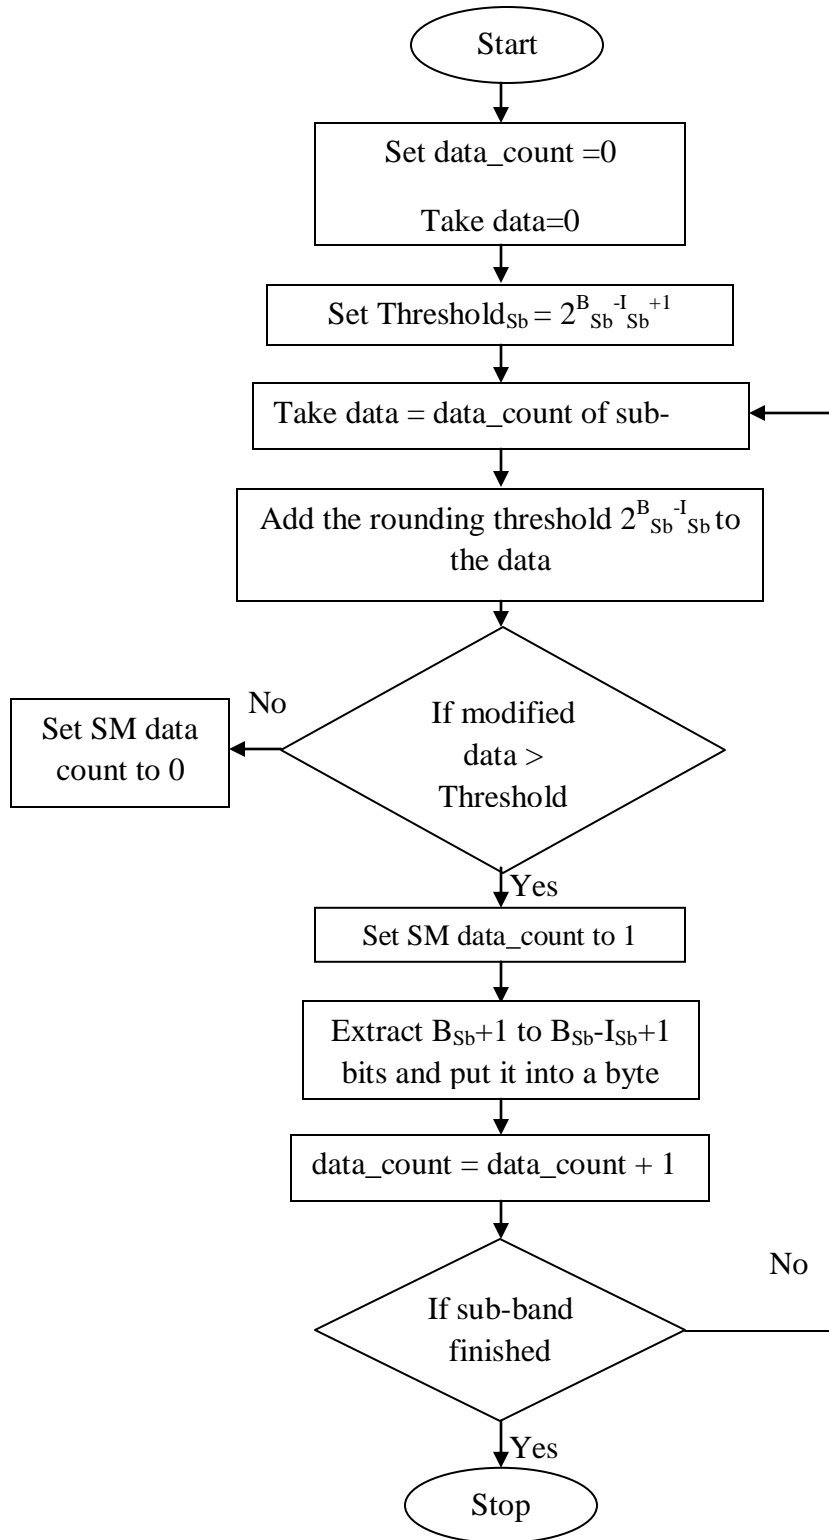 Start
Set data_count =0
Take data=0
Set Threshold_Sb = 2^B_Sb^-I_Sb^+1
Take data = data_count of sub-
Add the rounding threshold 2^B_Sb^-I_Sb to
the data
No
If modified
data >
Threshold
Set SM data
count to 0
Yes
Set SM data_count to 1
Extract B_Sb+1 to B_Sb-I_Sb+1
bits and put it into a byte
data_count = data_count + 1
No
If sub-band
finished
Yes
Stop